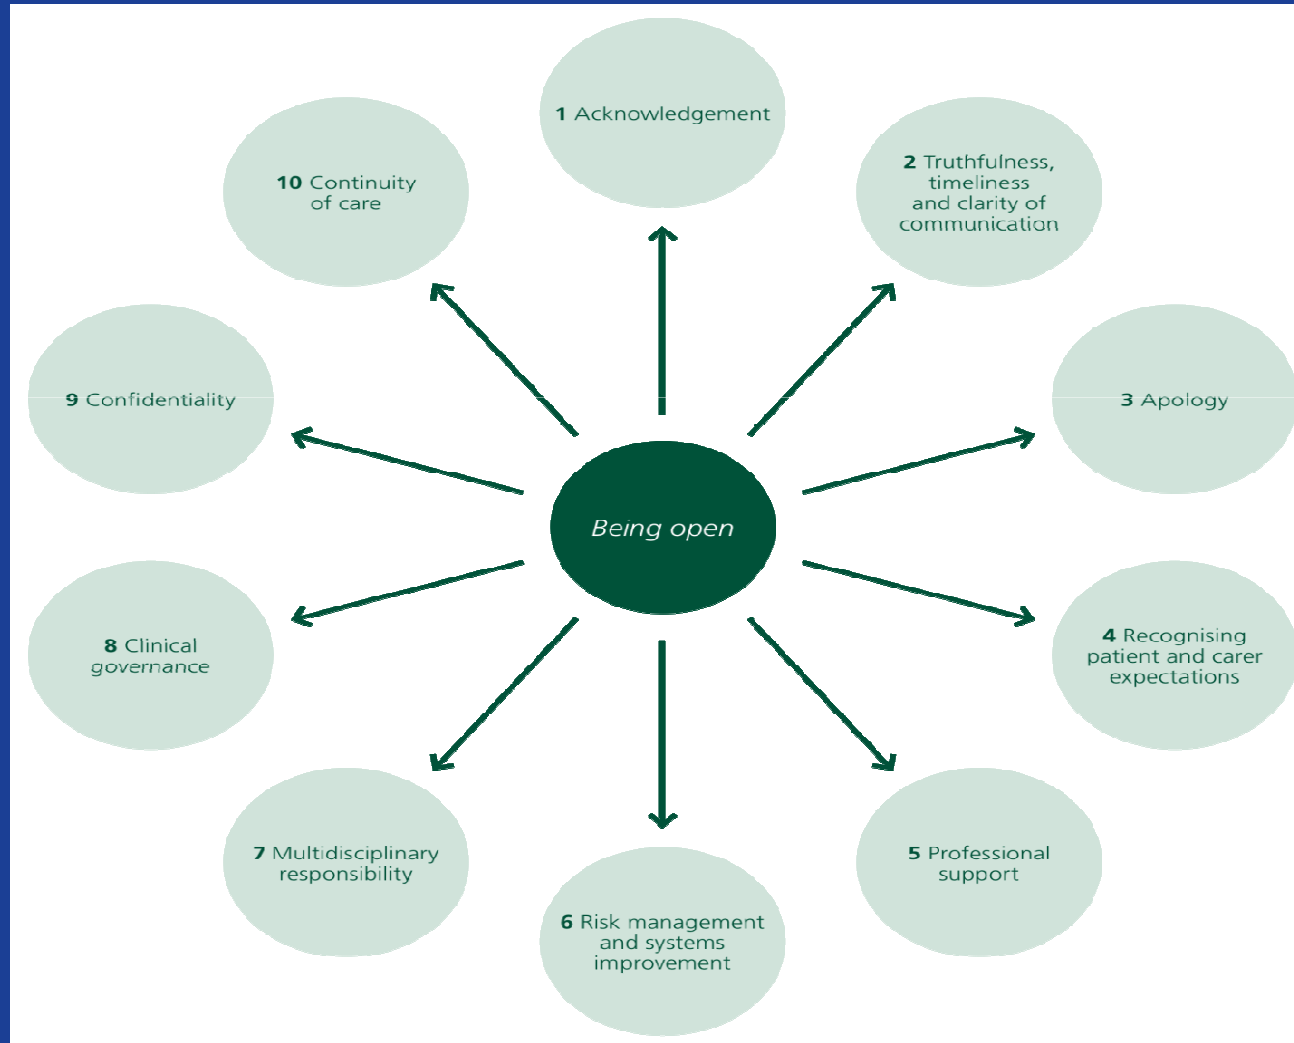 1 Acknowledgement
2 Truthfulness,
timeliness
and clarity of
communication
3 Apology
4 Recognising
patient and carer
expectations
5 Professional
support
6 Risk management
and systems
improvement
7 Multidisciplinary
responsibility
8 Clinical
governance
9 Confidentiality
10 Continuity
of care
Being open